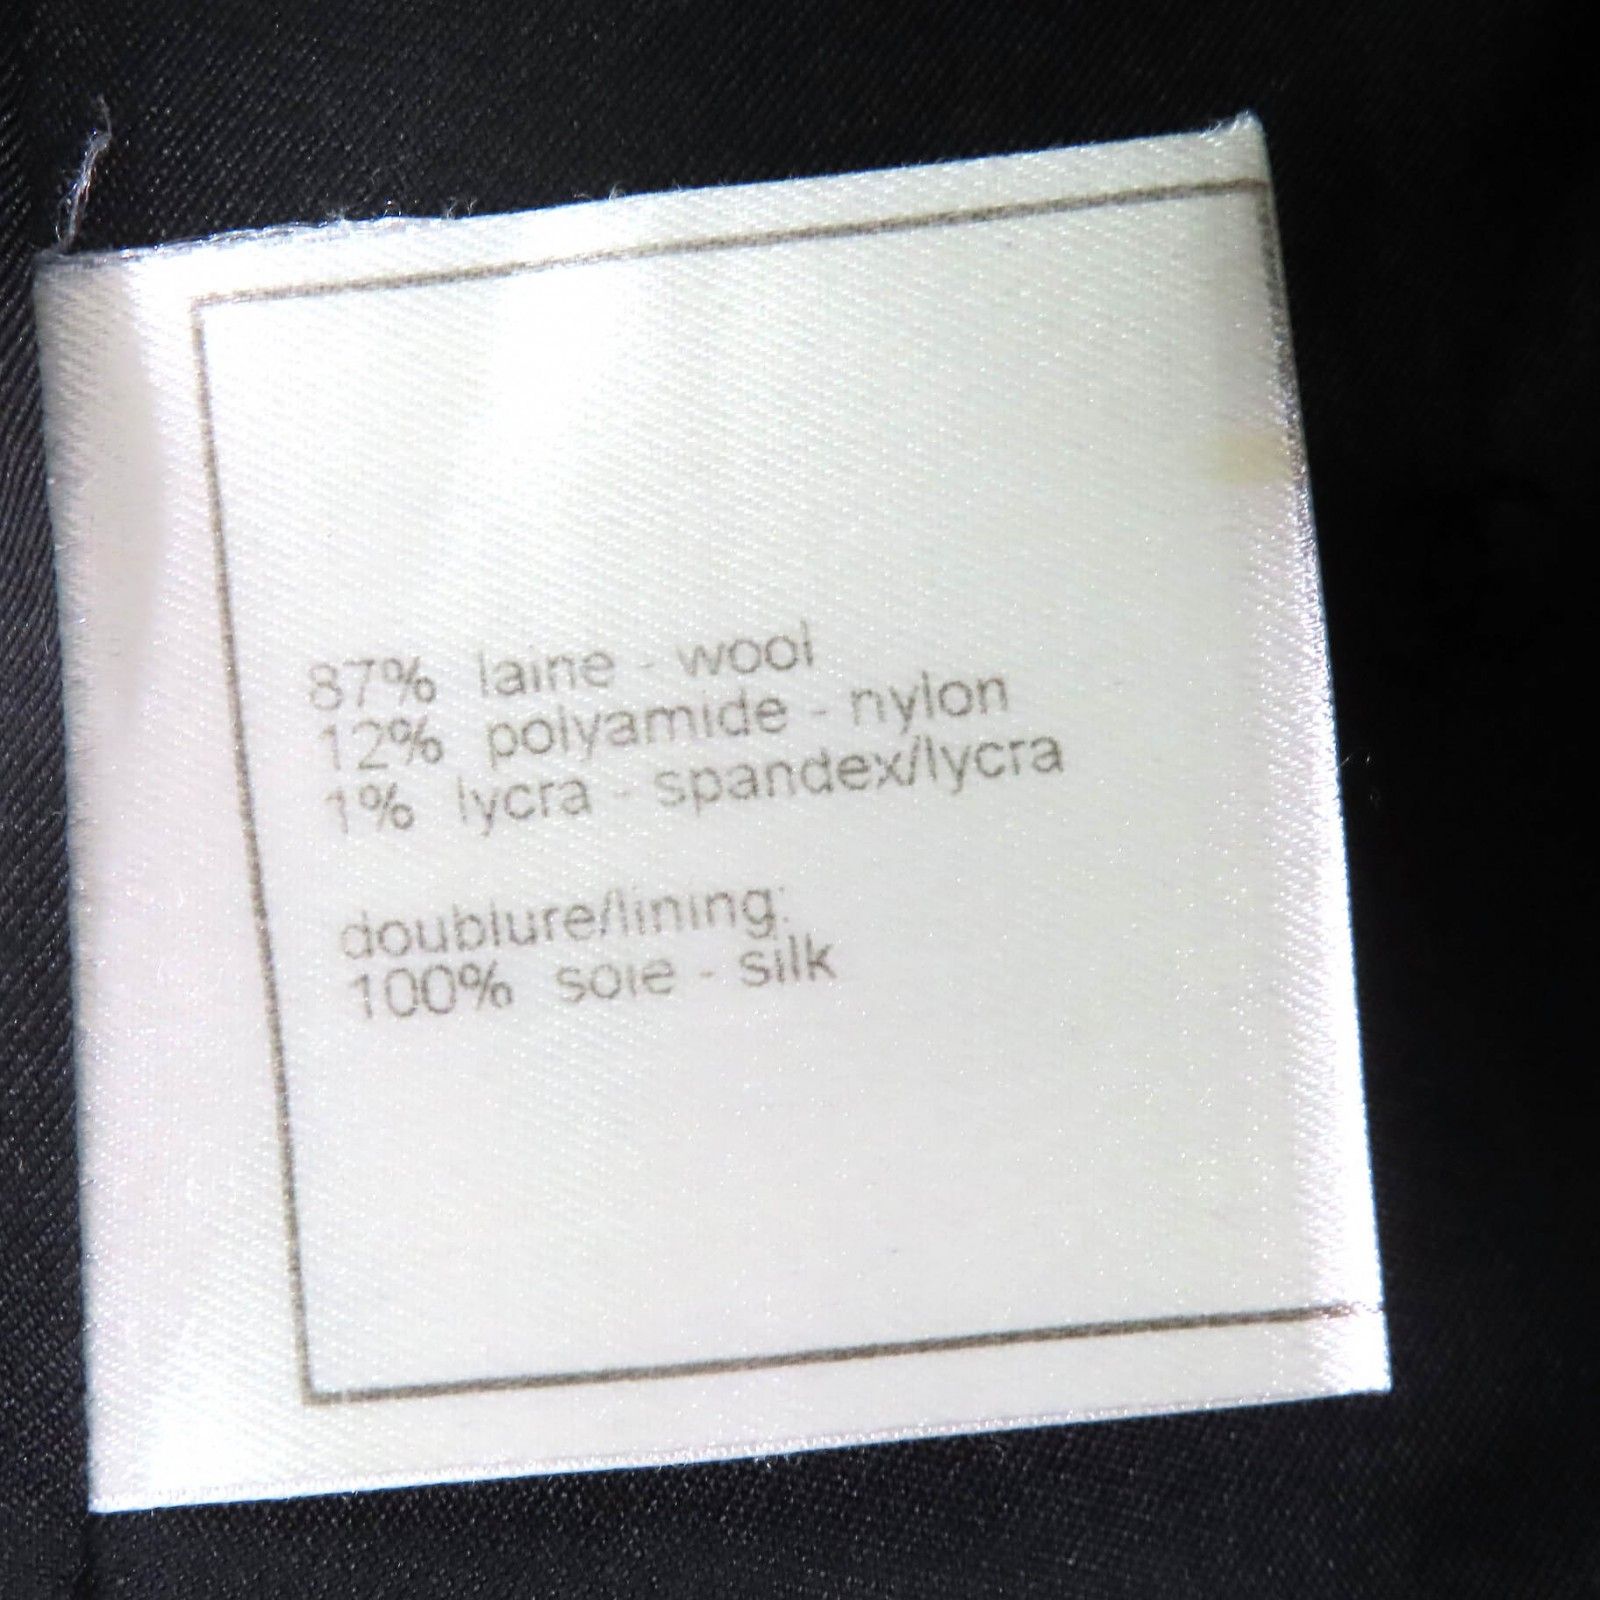 87% laine - wool
12% polyamide - nylon
1% lycra - spandex/lycra
doublure/lining:
100% soie - silk